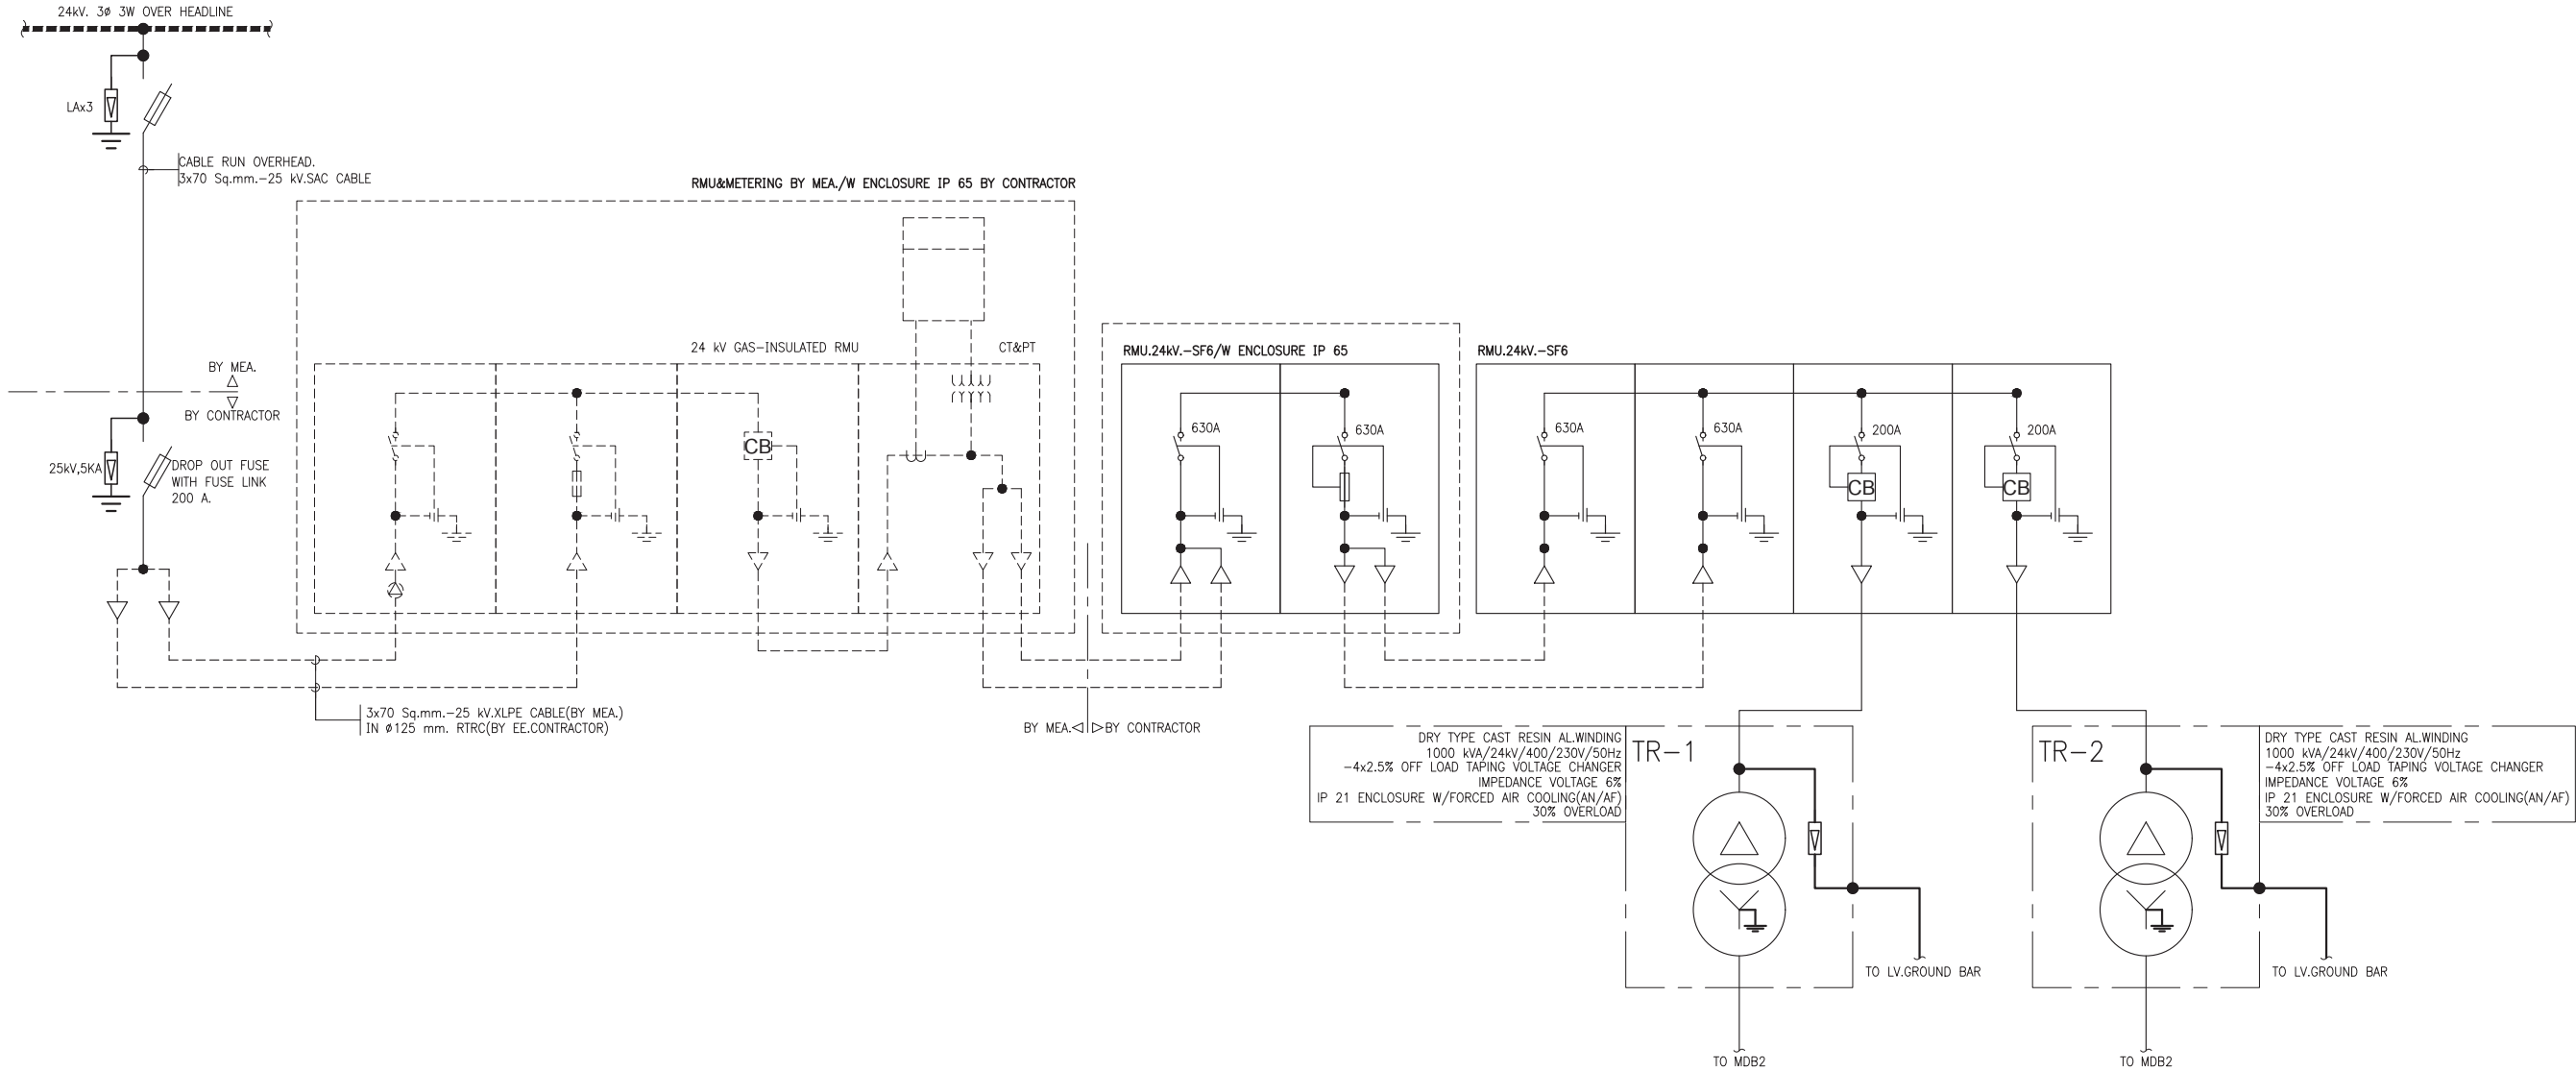 24kV. 3ø 3W OVER HEADLINE
LAx3
CABLE RUN OVERHEAD.
3x70 Sq.mm.-25 kV.SAC CABLE
RMU&METERING BY MEA./W ENCLOSURE IP 65 BY CONTRACTOR
24 kV GAS-INSULATED RMU
CT&PT
RMU.24kV.-SF6/W ENCLOSURE IP 65
RMU.24kV.-SF6
BY MEA.
BY CONTRACTOR
25kV,5KA
DROP OUT FUSE
WITH FUSE LINK
200 A.
CB
630A
630A
630A
630A
200A
CB
200A
CB
3x70 Sq.mm.-25 kV.XLPE CABLE(BY MEA.)
IN ø125 mm. RTRC(BY EE.CONTRACTOR)
BY MEA.
BY CONTRACTOR
DRY TYPE CAST RESIN AL.WINDING
1000 kVA/24kV/400/230V/50Hz
-4x2.5% OFF LOAD TAPING VOLTAGE CHANGER
IMPEDANCE VOLTAGE 6%
IP 21 ENCLOSURE W/FORCED AIR COOLING(AN/AF)
30% OVERLOAD
TR-1
TO LV.GROUND BAR
TO MDB2
TR-2
DRY TYPE CAST RESIN AL.WINDING
1000 kVA/24kV/400/230V/50Hz
-4x2.5% OFF LOAD TAPING VOLTAGE CHANGER
IMPEDANCE VOLTAGE 6%
IP 21 ENCLOSURE W/FORCED AIR COOLING(AN/AF)
30% OVERLOAD
TO LV.GROUND BAR
TO MDB2